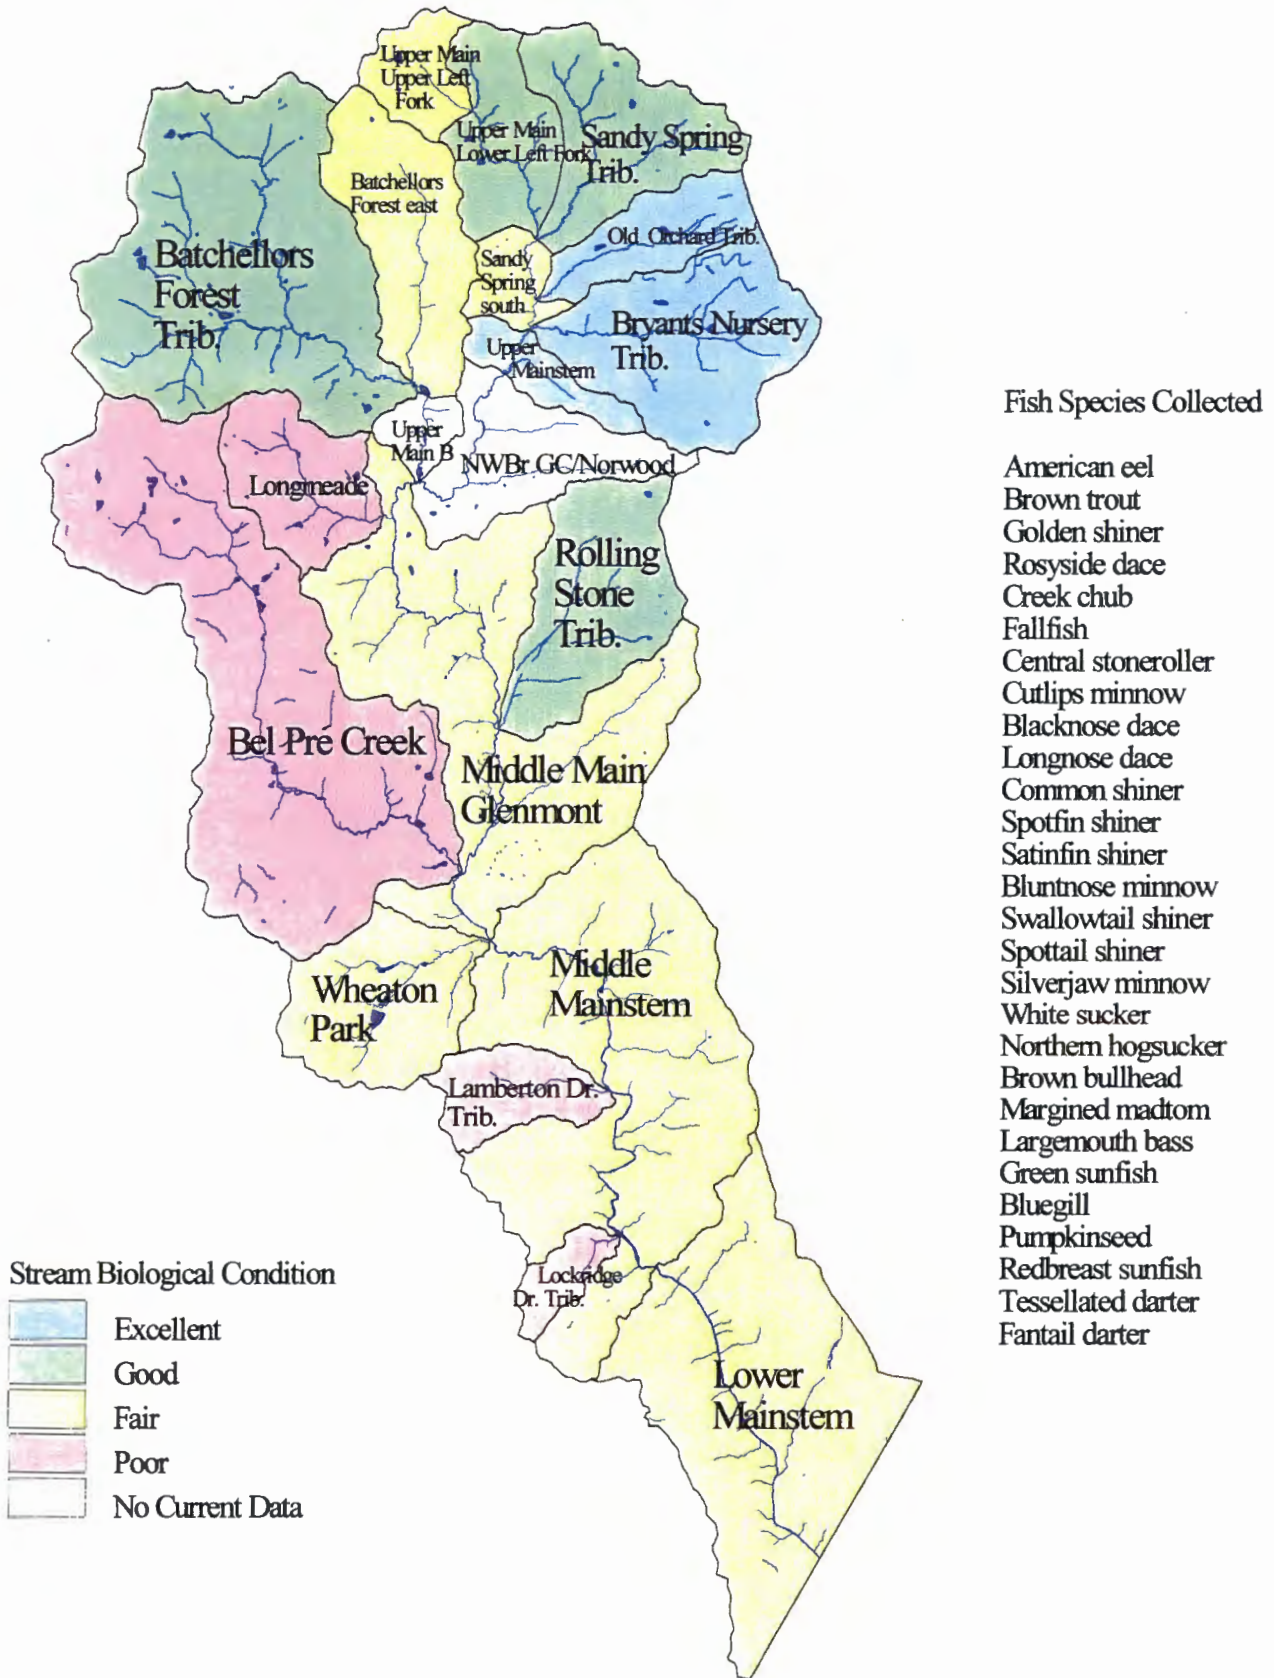 Upper Main
Upper Left
Fork
Upper Main
Lower Left Fork
Sandy Spring
Trib.
Batchellors
Forest east
Old Orchard Trib.
Batchellors
Forest
Trib.
Sandy
Spring
south
Bryants Nursery
Trib.
Upper
Mainstem
Upper
Main B
NWBr GC/Norwood
Longmeade
Rolling
Stone
Trib.
Bel Pre Creek
Middle Main
Glenmont
Wheaton
Park
Middle
Mainstem
Lamberton Dr.
Trib.
Lockridge
Dr. Trib.
Lower
Mainstem
Fish Species Collected
American eel
Brown trout
Golden shiner
Rosyside dace
Creek chub
Fallfish
Central stoneroller
Cutlips minnow
Blacknose dace
Longnose dace
Common shiner
Spotfin shiner
Satinfin shiner
Bluntnose minnow
Swallowtail shiner
Spottail shiner
Silverjaw minnow
White sucker
Northern hogsucker
Brown bullhead
Margined madtom
Largemouth bass
Green sunfish
Bluegill
Pumpkinseed
Redbreast sunfish
Tessellated darter
Fantail darter
Stream Biological Condition
Excellent
Good
Fair
Poor
No Current Data